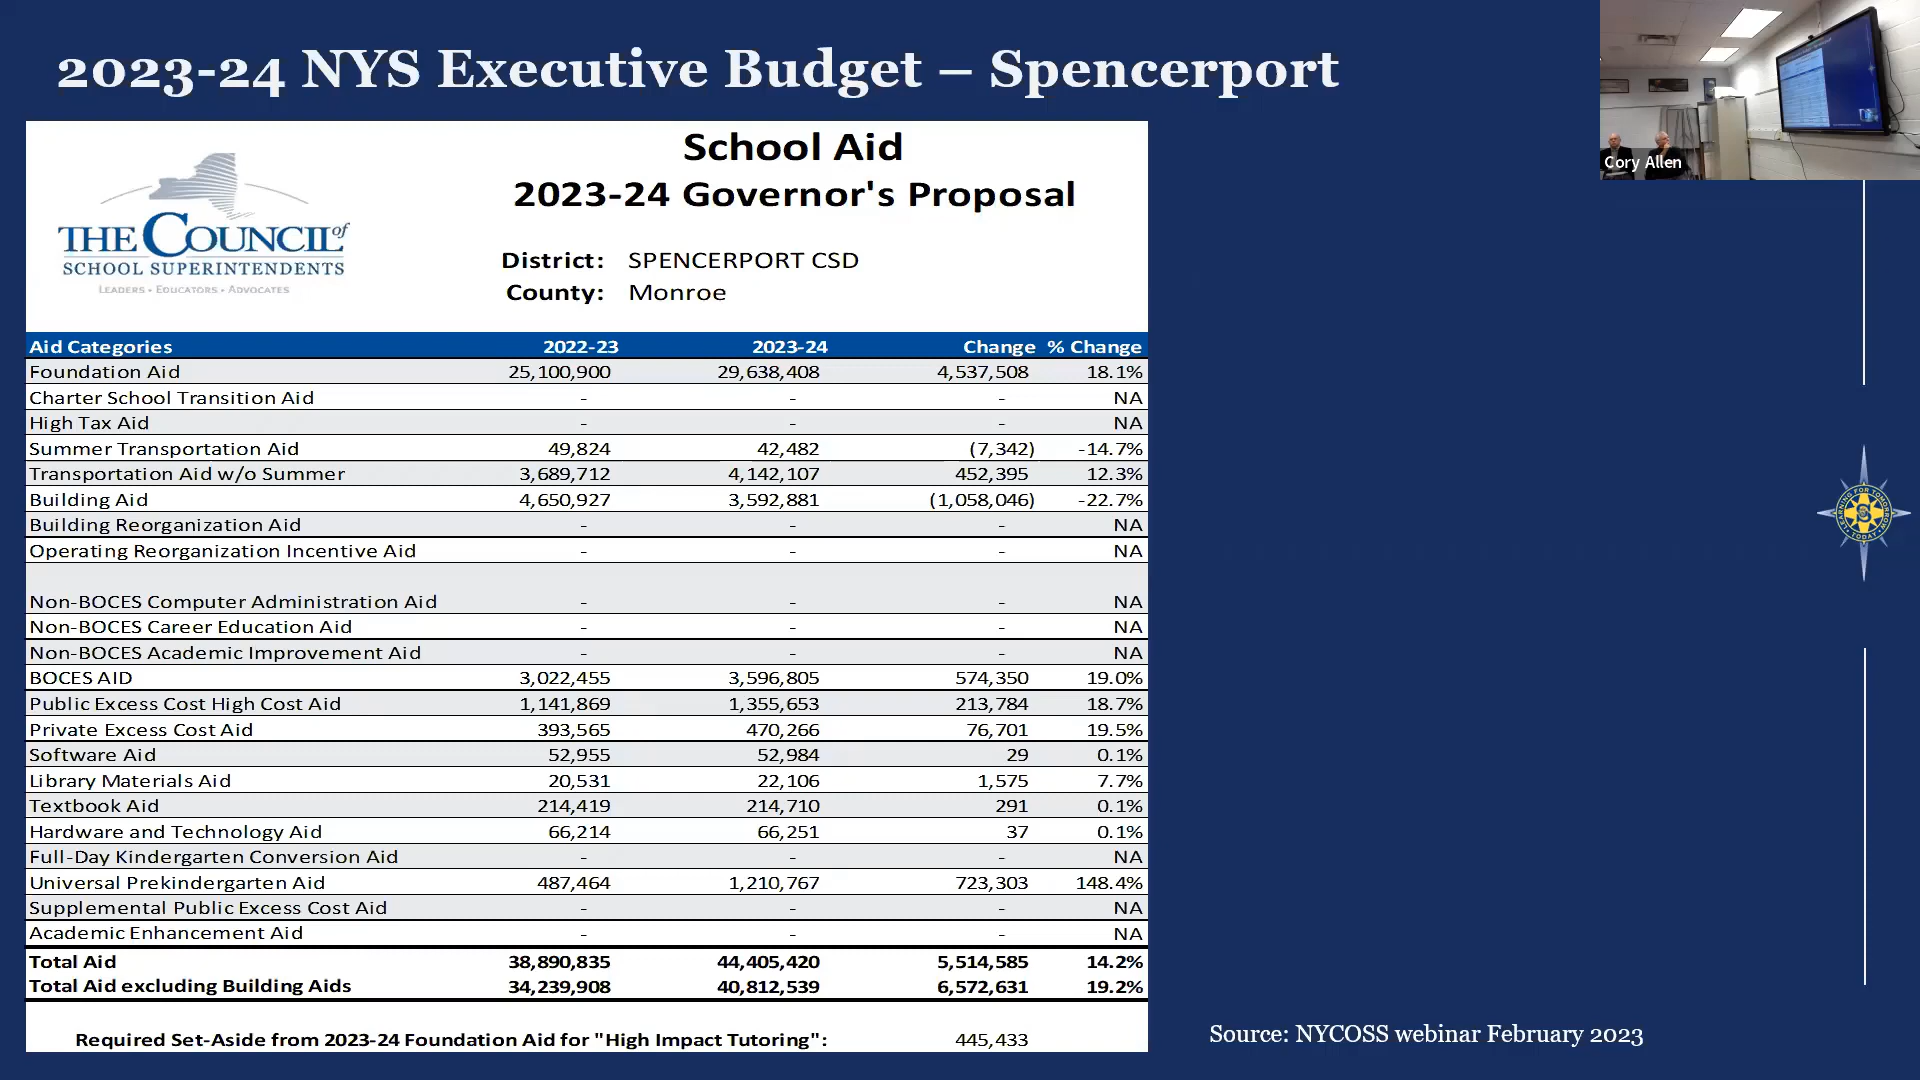 2023-24 NYS Executive Budget – Spencerport
Cory Allen
THE COUNCIL of
SCHOOL SUPERINTENDENTS
LEADERS • EDUCATORS • ADVOCATES
School Aid
2023-24 Governor's Proposal
District: SPENCERPORT CSD
County: Monroe
Aid Categories 2022-23 2023-24 Change % Change
Foundation Aid 25,100,900 29,638,408 4,537,508 18.1%
Charter School Transition Aid - - - NA
High Tax Aid - - - NA
Summer Transportation Aid 49,824 42,482 (7,342) -14.7%
Transportation Aid w/o Summer 3,689,712 4,142,107 452,395 12.3%
Building Aid 4,650,927 3,592,881 (1,058,046) -22.7%
Building Reorganization Aid - - - NA
Operating Reorganization Incentive Aid - - - NA
Non-BOCES Computer Administration Aid - - - NA
Non-BOCES Career Education Aid - - - NA
Non-BOCES Academic Improvement Aid - - - NA
BOCES AID 3,022,455 3,596,805 574,350 19.0%
Public Excess Cost High Cost Aid 1,141,869 1,355,653 213,784 18.7%
Private Excess Cost Aid 393,565 470,266 76,701 19.5%
Software Aid 52,955 52,984 29 0.1%
Library Materials Aid 20,531 22,106 1,575 7.7%
Textbook Aid 214,419 214,710 291 0.1%
Hardware and Technology Aid 66,214 66,251 37 0.1%
Full-Day Kindergarten Conversion Aid - - - NA
Universal Prekindergarten Aid 487,464 1,210,767 723,303 148.4%
Supplemental Public Excess Cost Aid - - - NA
Academic Enhancement Aid - - - NA
Total Aid 38,890,835 44,405,420 5,514,585 14.2%
Total Aid excluding Building Aids 34,239,908 40,812,539 6,572,631 19.2%
Required Set-Aside from 2023-24 Foundation Aid for "High Impact Tutoring": 445,433
LEARNING FOR TOMORROW
TODAY
Source: NYCOSS webinar February 2023